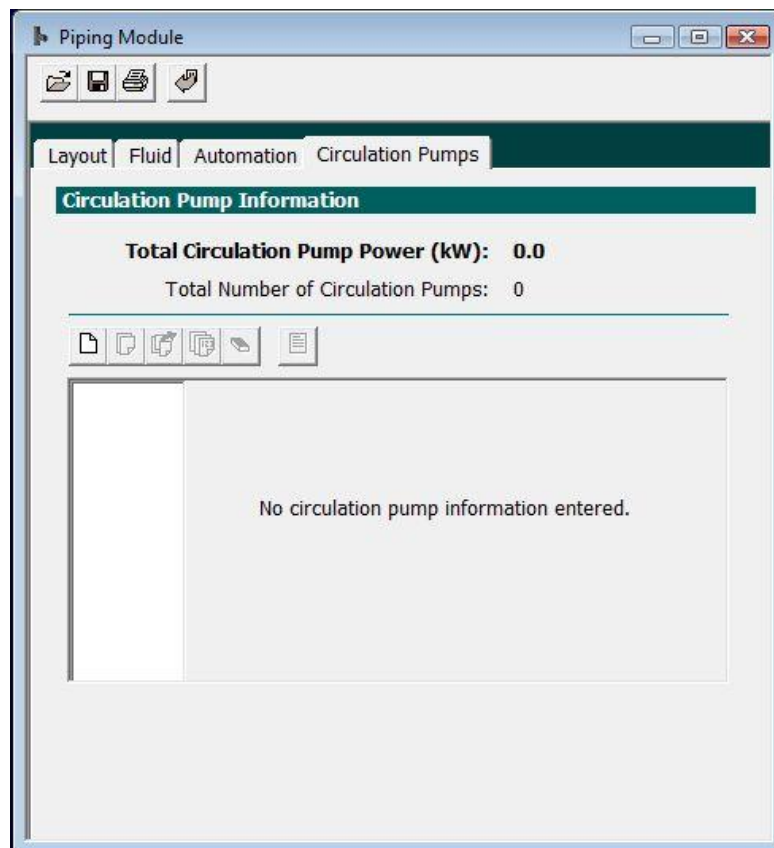 Piping Module
Layout Fluid Automation Circulation Pumps
Circulation Pump Information
Total Circulation Pump Power (kW): 0.0
Total Number of Circulation Pumps: 0
No circulation pump information entered.